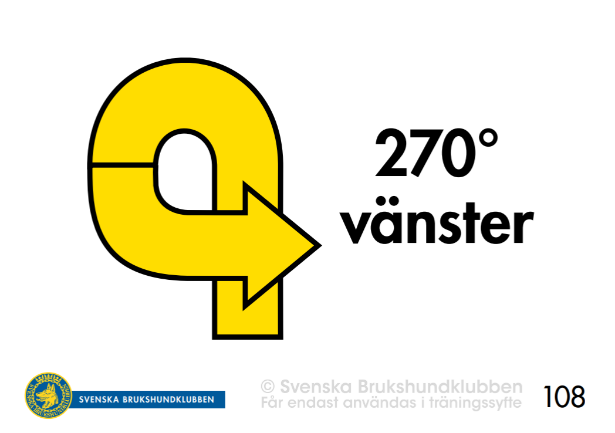 270°
vänster
SVENSKA BRUKSHUNDKLUBBEN
© Svenska Brukshundklubben
Får endast användas i träningssyfte
108